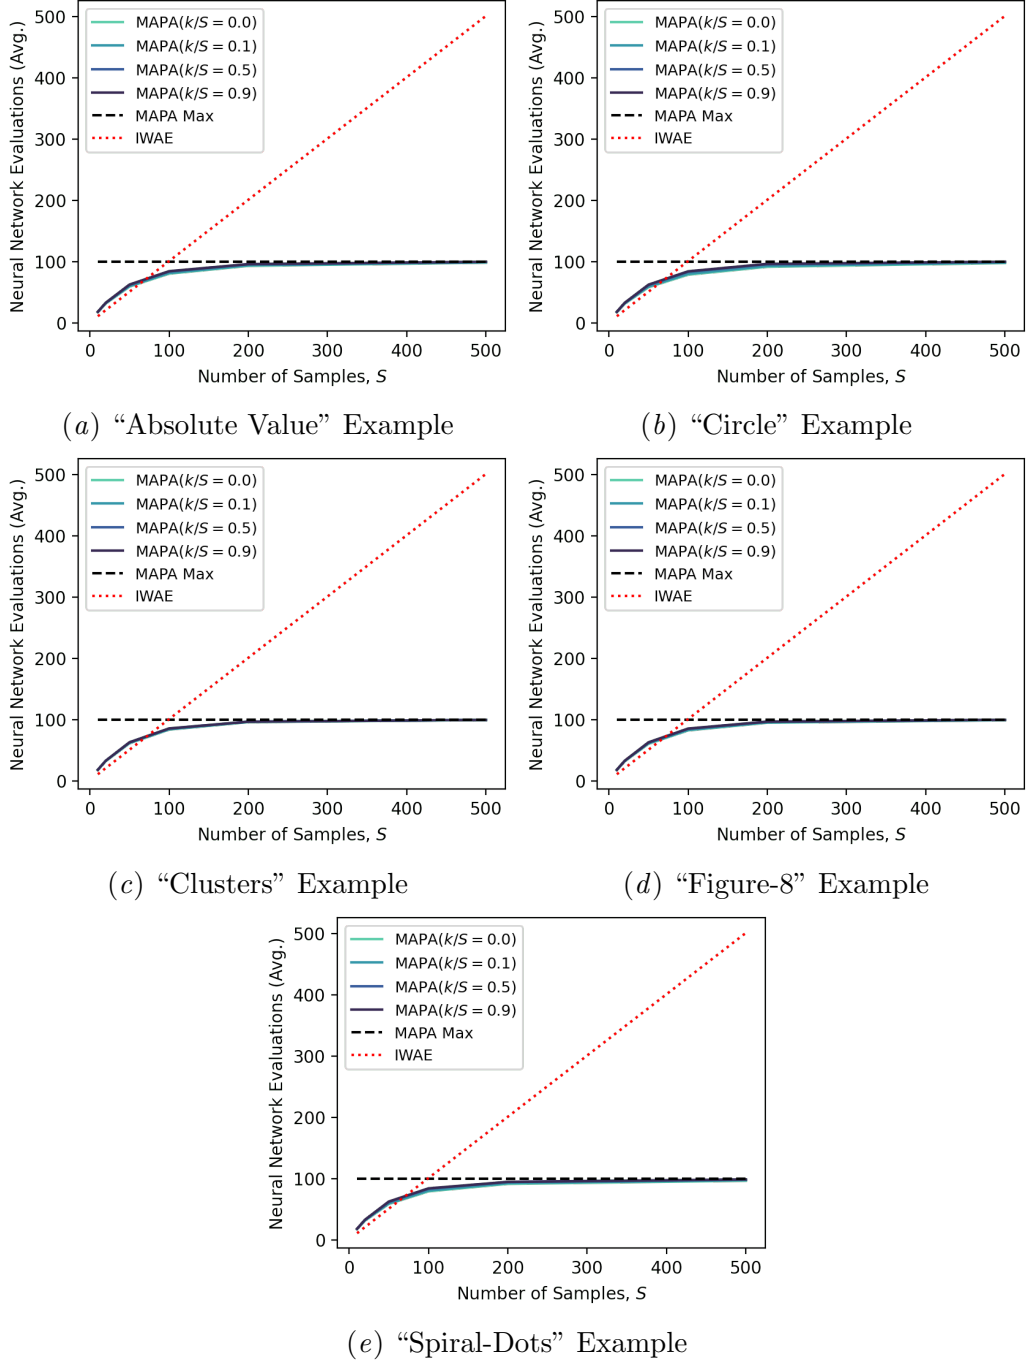 Neural Network Evaluations (Avg.)
500
400
300
200
100
0
MAPA(k/S = 0.0)
MAPA(k/S = 0.1)
MAPA(k/S = 0.5)
MAPA(k/S = 0.9)
MAPA Max
IWAE
0 100 200 300 400 500
Number of Samples, S
(a) “Absolute Value” Example
Neural Network Evaluations (Avg.)
500
400
300
200
100
0
MAPA(k/S = 0.0)
MAPA(k/S = 0.1)
MAPA(k/S = 0.5)
MAPA(k/S = 0.9)
MAPA Max
IWAE
0 100 200 300 400 500
Number of Samples, S
(b) “Circle” Example
Neural Network Evaluations (Avg.)
500
400
300
200
100
0
MAPA(k/S = 0.0)
MAPA(k/S = 0.1)
MAPA(k/S = 0.5)
MAPA(k/S = 0.9)
MAPA Max
IWAE
0 100 200 300 400 500
Number of Samples, S
(c) “Clusters” Example
Neural Network Evaluations (Avg.)
500
400
300
200
100
0
MAPA(k/S = 0.0)
MAPA(k/S = 0.1)
MAPA(k/S = 0.5)
MAPA(k/S = 0.9)
MAPA Max
IWAE
0 100 200 300 400 500
Number of Samples, S
(d) “Figure-8” Example
Neural Network Evaluations (Avg.)
500
400
300
200
100
0
MAPA(k/S = 0.0)
MAPA(k/S = 0.1)
MAPA(k/S = 0.5)
MAPA(k/S = 0.9)
MAPA Max
IWAE
0 100 200 300 400 500
Number of Samples, S
(e) “Spiral-Dots” Example